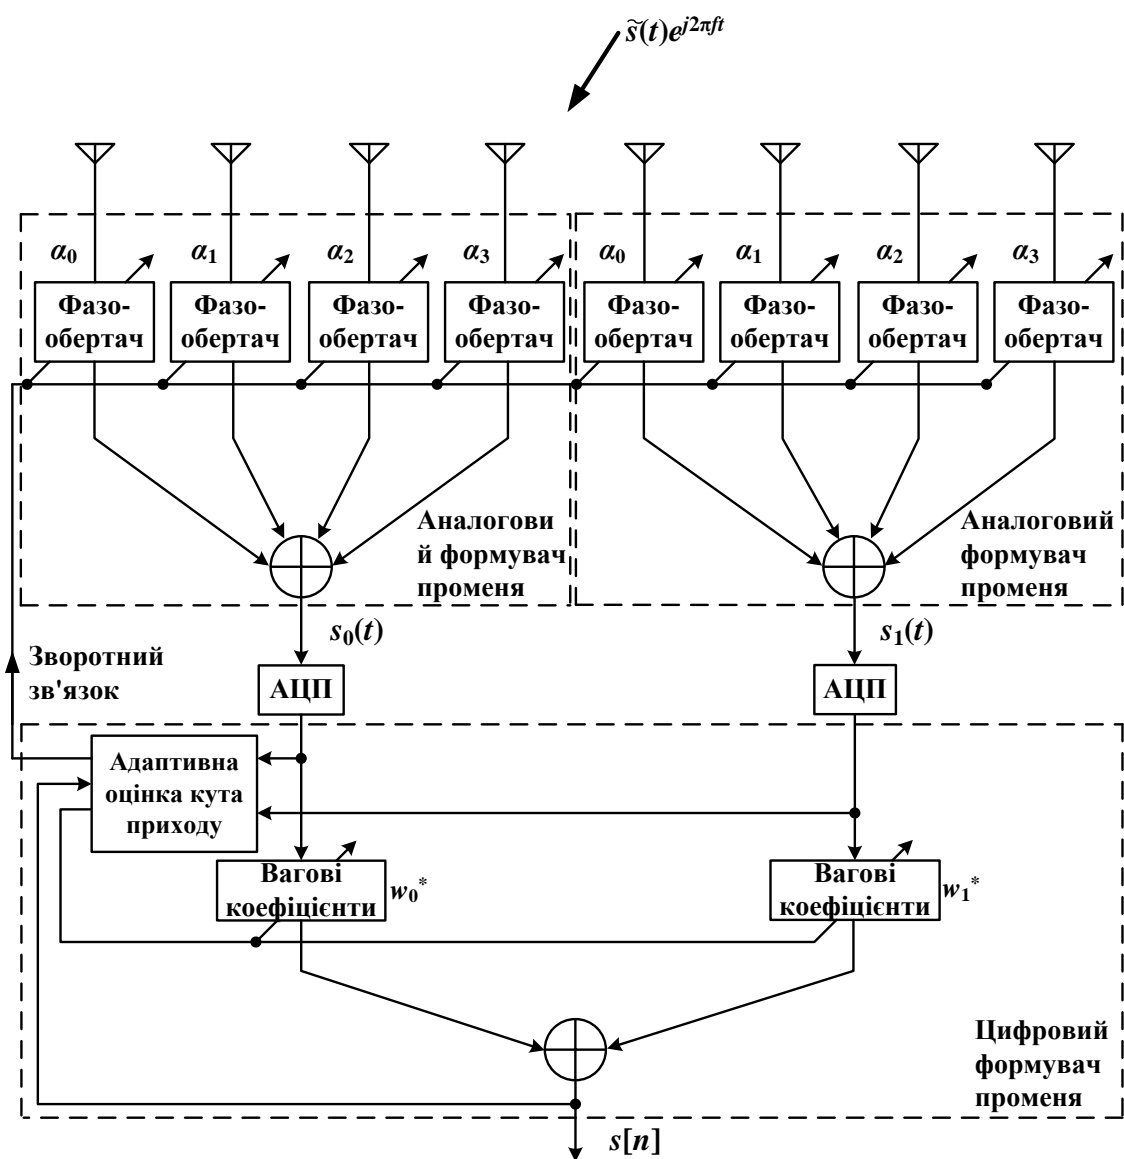 s̃(t)e^{j2πft}
α₀ α₁ α₂ α₃ α₀ α₁ α₂ α₃
Фазо-
обертач
Фазо-
обертач
Фазо-
обертач
Фазо-
обертач
Фазо-
обертач
Фазо-
обертач
Фазо-
обертач
Фазо-
обертач
Аналогови
й формувач
променя
Аналоговий
формувач
променя
s₀(t)
s₁(t)
Зворотний
зв'язок
АЦП
АЦП
Адаптивна
оцінка кута
приходу
Вагові
коефіцієнти
w₀*
Вагові
коефіцієнти
w₁*
Цифровий
формувач
променя
s[n]